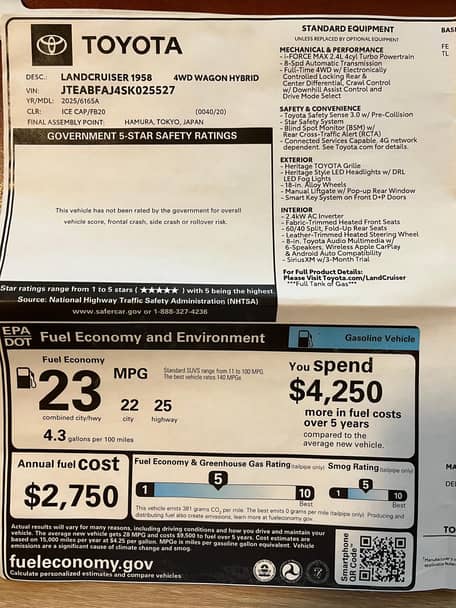 TOYOTA
DESC.: LANDCRUISER 1958 4WD WAGON HYBRID
VIN: JTEABFAJ4SK025527
YR/MDL: 2025/6165A
CLR: ICE CAP/FB20 (0040/20)
FINAL ASSEMBLY POINT: HAMURA, TOKYO, JAPAN
GOVERNMENT 5-STAR SAFETY RATINGS
This vehicle has not been rated by the government for overall
vehicle score, frontal crash, side crash or rollover risk.
Star ratings range from 1 to 5 stars (★★★★★) with 5 being the highest.
Source: National Highway Traffic Safety Administration (NHTSA)
www.safercar.gov or 1-888-327-4236
STANDARD EQUIPMENT
UNLESS REPLACED BY OPTIONAL EQUIPMENT
MECHANICAL & PERFORMANCE
- i-FORCE MAX 2.4L 4cyl Turbo Powertrain
- 8-Spd Automatic Transmission
- Full-Time 4WD w/ Electronically
Controlled Locking Rear &
Center Differential, Crawl Control
w/ Downhill Assist Control and
Drive Mode Select
SAFETY & CONVENIENCE
- Toyota Safety Sense 3.0 w/ Pre-Collision
- Star Safety System
- Blind Spot Monitor (BSM) w/
Rear Cross-Traffic Alert (RCTA)
- Connected Services Capable. 4G network
dependent. See Toyota.com for details.
EXTERIOR
- Heritage TOYOTA Grille
- Heritage Style LED Headlights w/ DRL
LED Fog Lights
- 18-in. Alloy Wheels
- Manual Liftgate w/ Pop-up Rear Window
- Smart Key System on Front D+P Doors
INTERIOR
- 2.4kW AC Inverter
- Fabric-Trimmed Heated Front Seats
- 60/40 Split, Fold-Up Rear Seats
- Leather-Trimmed Heated Steering Wheel
- 8-in. Toyota Audio Multimedia w/
6-Speakers, Wireless Apple CarPlay
& Android Auto Compatibility
- SiriusXM w/3-Month Trial
For Full Product Details:
Please Visit Toyota.com/LandCruiser
***Full Tank of Gas***
BAS
FE
TL
EPA
DOT
Fuel Economy and Environment
Gasoline Vehicle
Fuel Economy
23 MPG
combined city/hwy
22 25
city highway
4.3 gallons per 100 miles
Standard SUVS range from 11 to 100 MPG.
The best vehicle rates 140 MPGe.
You spend
$4,250
more in fuel costs
over 5 years
compared to the
average new vehicle.
Annual fuel cost
$2,750
Fuel Economy & Greenhouse Gas Rating (tailpipe only)
5
1 10
Best
Smog Rating (tailpipe only)
5
1 10
Best
This vehicle emits 381 grams CO2 per mile. The best emits 0 grams per mile (tailpipe only). Producing and
distributing fuel also create emissions; learn more at fueleconomy.gov.
Actual results will vary for many reasons, including driving conditions and how you drive and maintain your
vehicle. The average new vehicle gets 28 MPG and costs $9,500 to fuel over 5 years. Cost estimates are
based on 15,000 miles per year at $4.25 per gallon. MPGe is miles per gasoline gallon equivalent. Vehicle
emissions are a significant cause of climate change and smog.
fueleconomy.gov
Calculate personalized estimates and compare vehicles
Smartphone
QR Code™
MA
DEL
TO